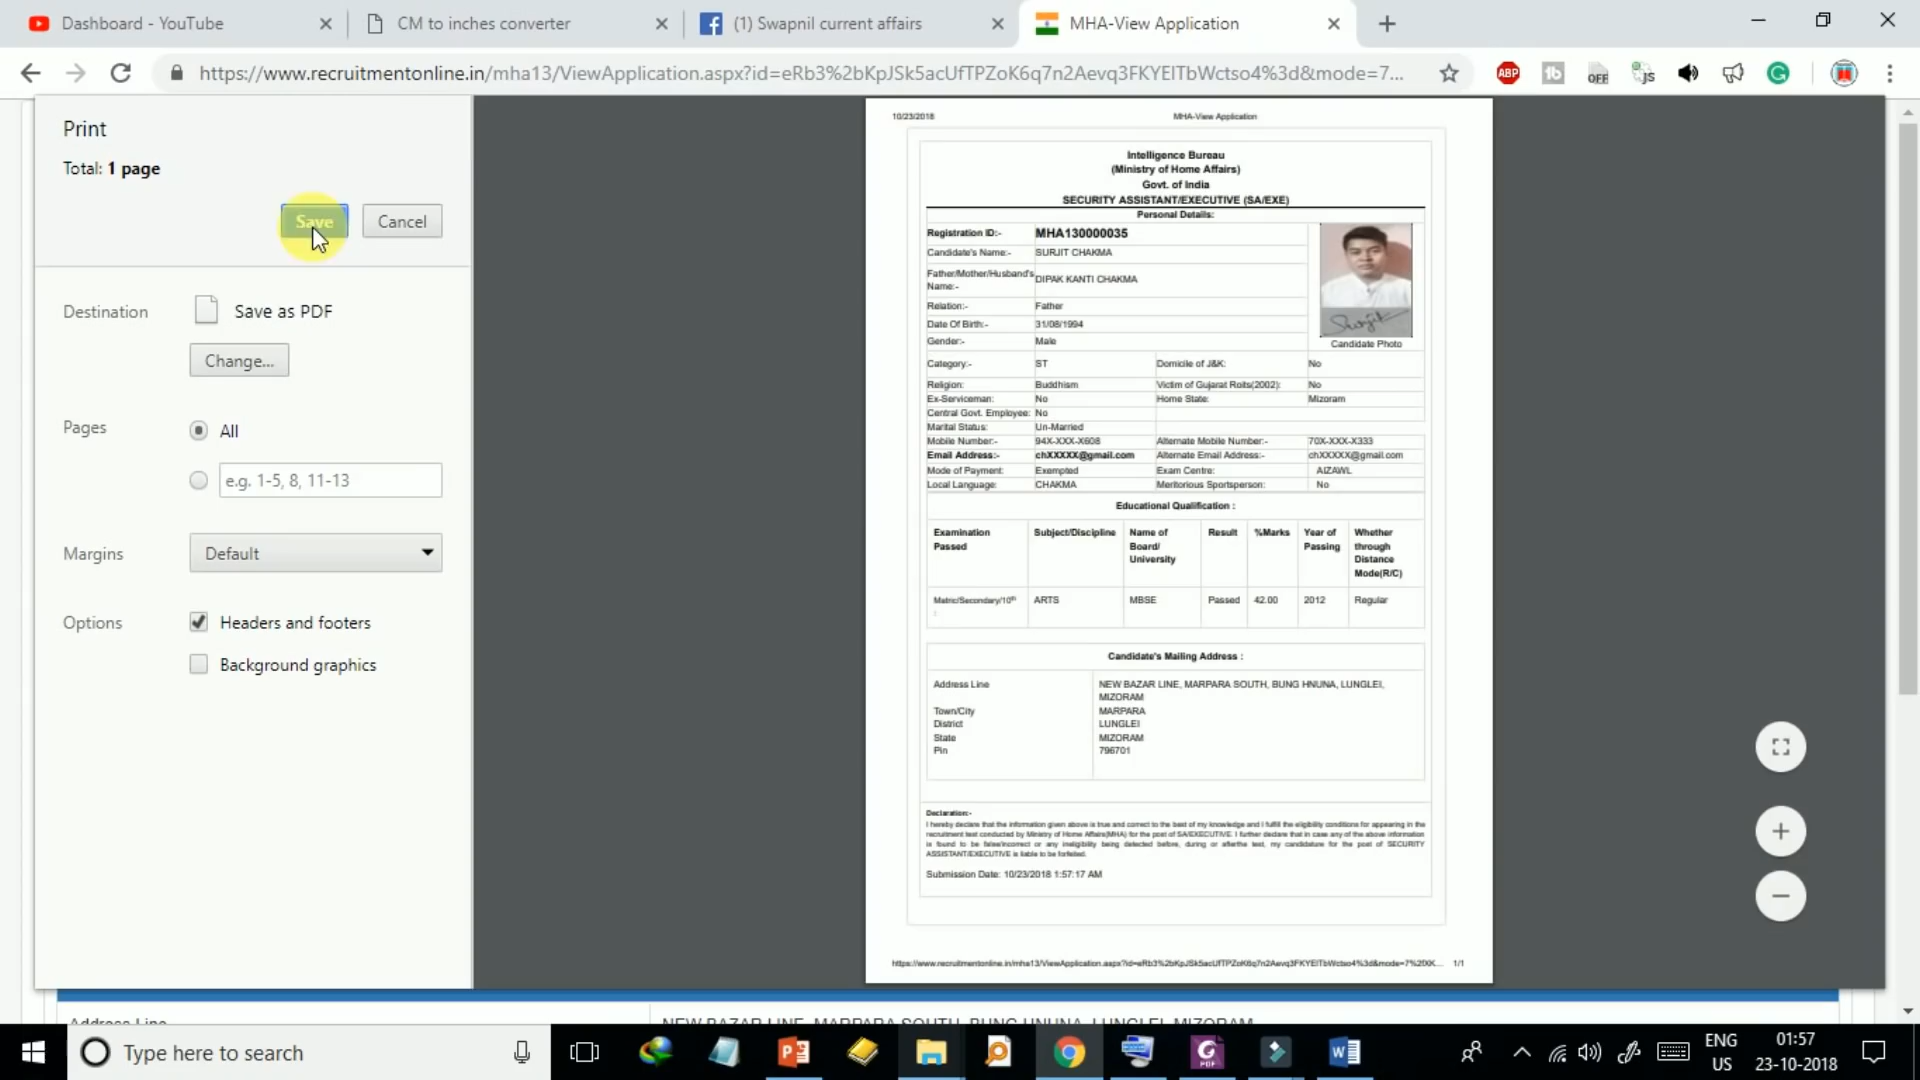 Dashboard - YouTube
CM to inches converter
(1) Swapnil current affairs
MHA-View Application
https://www.recruitmentonline.in/mha13/ViewApplication.aspx?id=eRb3%2bKpJSk5acUfTPZoK6q7n2Aevq3FKYEITbWctso4%3d&mode=7...
ABP
OFF
JS
Print
Total: 1 page
Save
Cancel
Destination
Save as PDF
Change...
Pages
All
e.g. 1-5, 8, 11-13
Margins
Default
Options
Headers and footers
Background graphics
10/23/2018
MHA-View Application
Intelligence Bureau
(Ministry of Home Affairs)
Govt. of India
SECURITY ASSISTANT/EXECUTIVE (SA/EXE)
Personal Details:
Registration ID:- MHA130000035
Candidate's Name:- SURJIT CHAKMA
Father/Mother/Husband's Name:- DIPAK KANTI CHAKMA
Relation:- Father
Date Of Birth:- 31/08/1994
Gender:- Male
Surjit
Candidate Photo
Category:- ST Domicile of J&K: No
Religion: Buddhism Victim of Gujarat Roits(2002): No
Ex-Serviceman: No Home State: Mizoram
Central Govt. Employee: No
Marital Status: Un-Married
Mobile Number:- 94X-XXX-X608 Alternate Mobile Number:- 70X-XXX-X333
Email Address:- chXXXXX@gmail.com Alternate Email Address:- chXXXXX@gmail.com
Mode of Payment: Exempted Exam Centre: AIZAWL
Local Language: CHAKMA Meritorious Sportsperson: No
Educational Qualification :
Examination Passed Subject/Discipline Name of Board/ University Result %Marks Year of Passing Whether through Distance Mode(R/C)
Matric/Secondary/10th : ARTS MBSE Passed 42.00 2012 Regular
Candidate's Mailing Address :
Address Line NEW BAZAR LINE, MARPARA SOUTH, BUNG HNUNA, LUNGLEI,
MIZORAM
Town/City MARPARA
District LUNGLEI
State MIZORAM
Pin 796701
Declaration:-
I hereby declare that the information given above is true and correct to the best of my knowledge and I fulfill the eligibility conditions for appearing in the
recruitment test conducted by Ministry of Home Affairs(MHA) for the post of SA/EXECUTIVE. I further declare that in case any of the above information
is found to be false/incorrect or any ineligibility being detected before, during or afterthe test, my candidature for the post of SECURITY
ASSISTANT/EXECUTIVE is liable to be forfeited.
Submission Date: 10/23/2018 1:57:17 AM
https://www.recruitmentonline.in/mha13/ViewApplication.aspx?id=eRb3%2bKpJSk5acUfTPZoK6q7n2Aevq3FKYEITbWctso4%3d&mode=7%2fXK... 1/1
Address Line NEW BAZAR LINE, MARPARA SOUTH, BUNG HNUNA, LUNGLEI, MIZORAM
Type here to search
ENG
US
01:57
23-10-2018